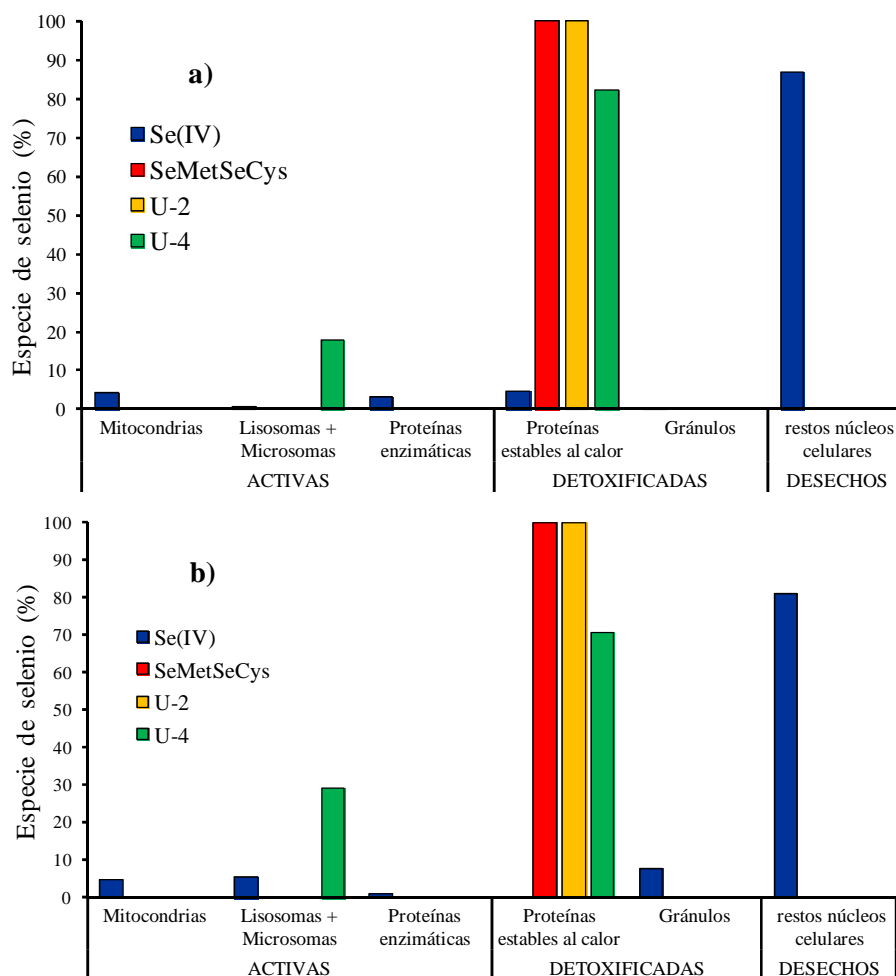 100
a)
90
80
Se(IV)
70
SeMetSeCys
60
U-2
50
U-4
40
30
20
10
0
Especie de selenio (%)
Mitocondrias
Lisosomas +
Microsomas
Proteínas
enzimáticas
Proteínas
estables al calor
Gránulos
restos núcleos
celulares
ACTIVAS
DETOXIFICADAS
DESECHOS
100
90
b)
80
70
Se(IV)
60
SeMetSeCys
50
U-2
U-4
40
30
20
10
0
Especie de selenio (%)
Mitocondrias
Lisosomas +
Microsomas
Proteínas
enzimáticas
Proteínas
estables al calor
Gránulos
restos núcleos
celulares
ACTIVAS
DETOXIFICADAS
DESECHOS